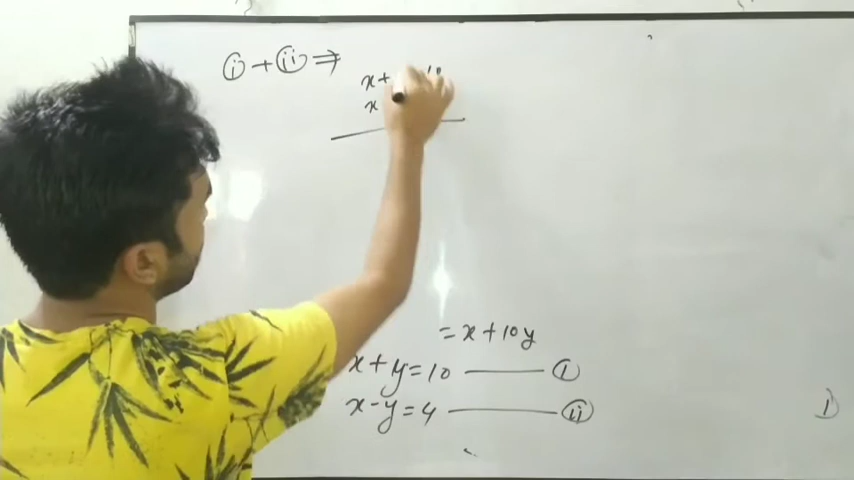 (i) + (ii) ⇒
x+
x
= x + 10y
x + y = 10 ——— (i)
x - y = 4 ——— (ii)